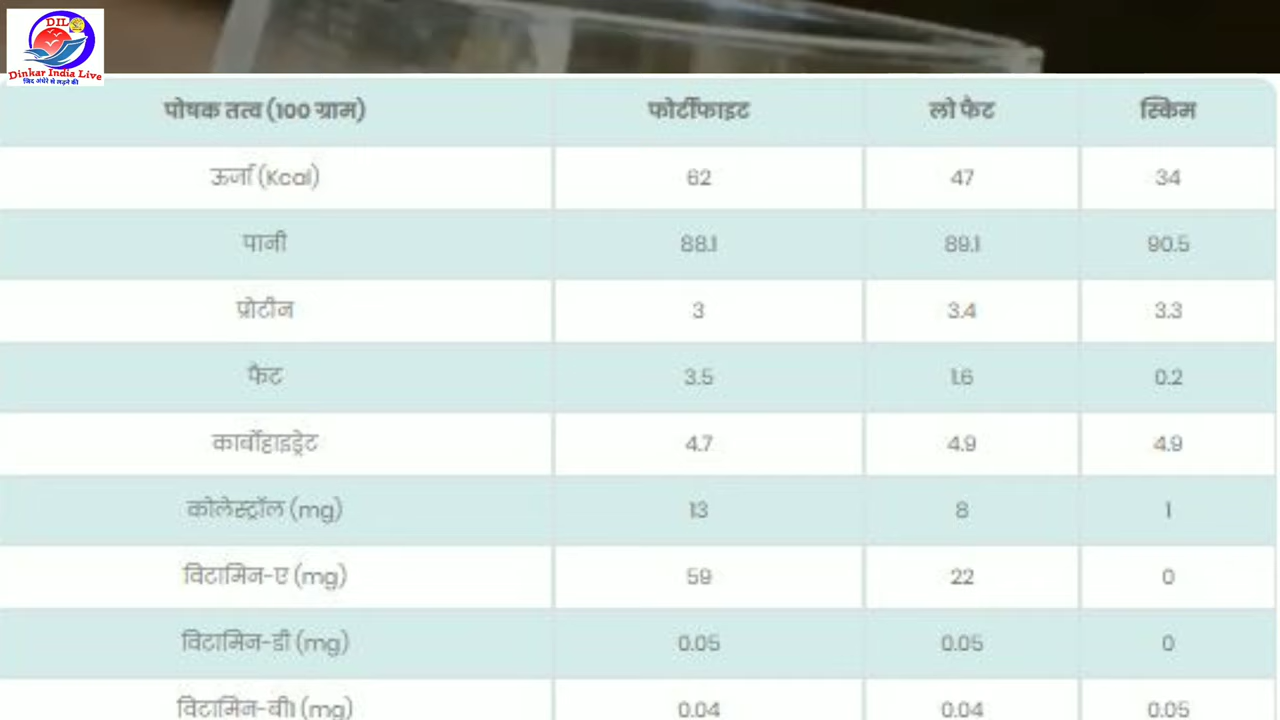 DIL
Dinkar India Live
ज़िद अंधेरे से लड़ने की
पोषक तत्व (100 ग्राम) फोर्टीफाइट लो फैट स्किम
ऊर्जा (Kcal) 62 47 34
पानी 88.1 89.1 90.5
प्रोटीन 3 3.4 3.3
फैट 3.5 1.6 0.2
कार्बोहाइड्रेट 4.7 4.9 4.9
कोलेस्ट्रॉल (mg) 13 8 1
विटामिन-ए (mg) 59 22 0
विटामिन-डी (mg) 0.05 0.05 0
विटामिन-बी1 (mg) 0.04 0.04 0.05